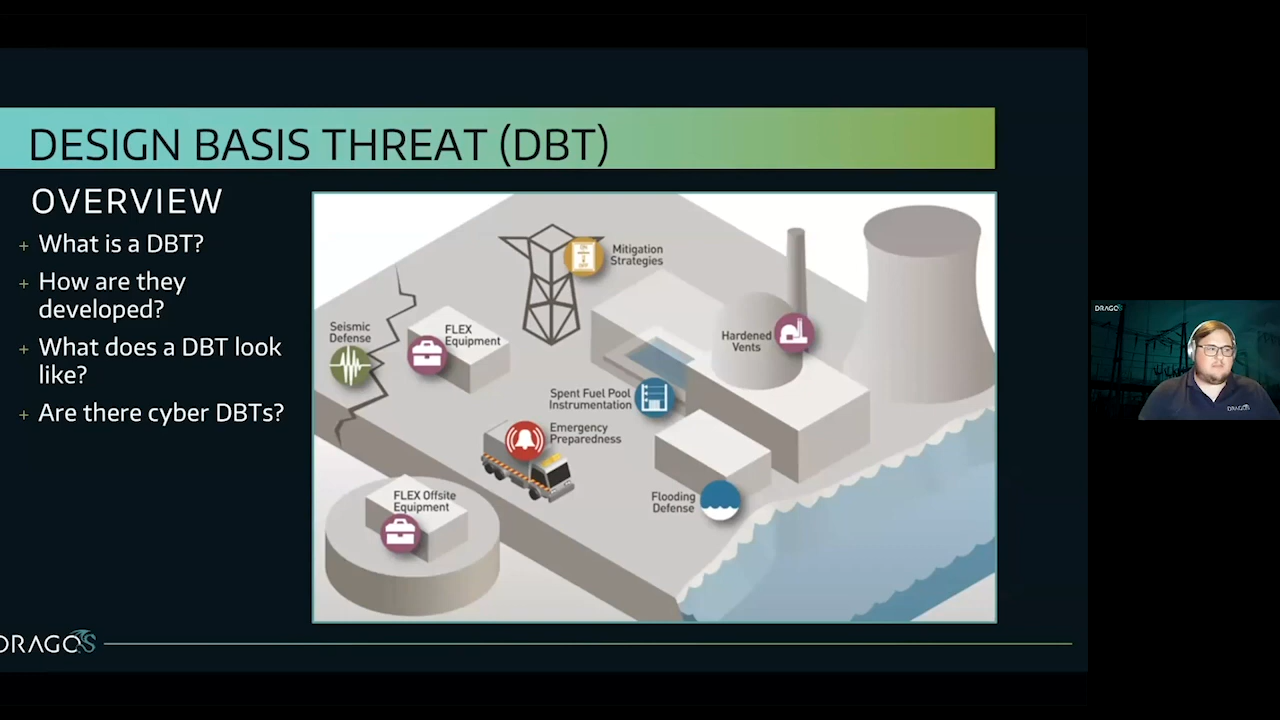 DESIGN BASIS THREAT (DBT)
OVERVIEW
+ What is a DBT?
+ How are they
developed?
+ What does a DBT look
like?
+ Are there cyber DBTs?
Mitigation
Strategies
Seismic
Defense
FLEX
Equipment
Hardened
Vents
Spent Fuel Pool
Instrumentation
Emergency
Preparedness
FLEX Offsite
Equipment
Flooding
Defense
DRAGOS
DRAGOS
DRAGOS